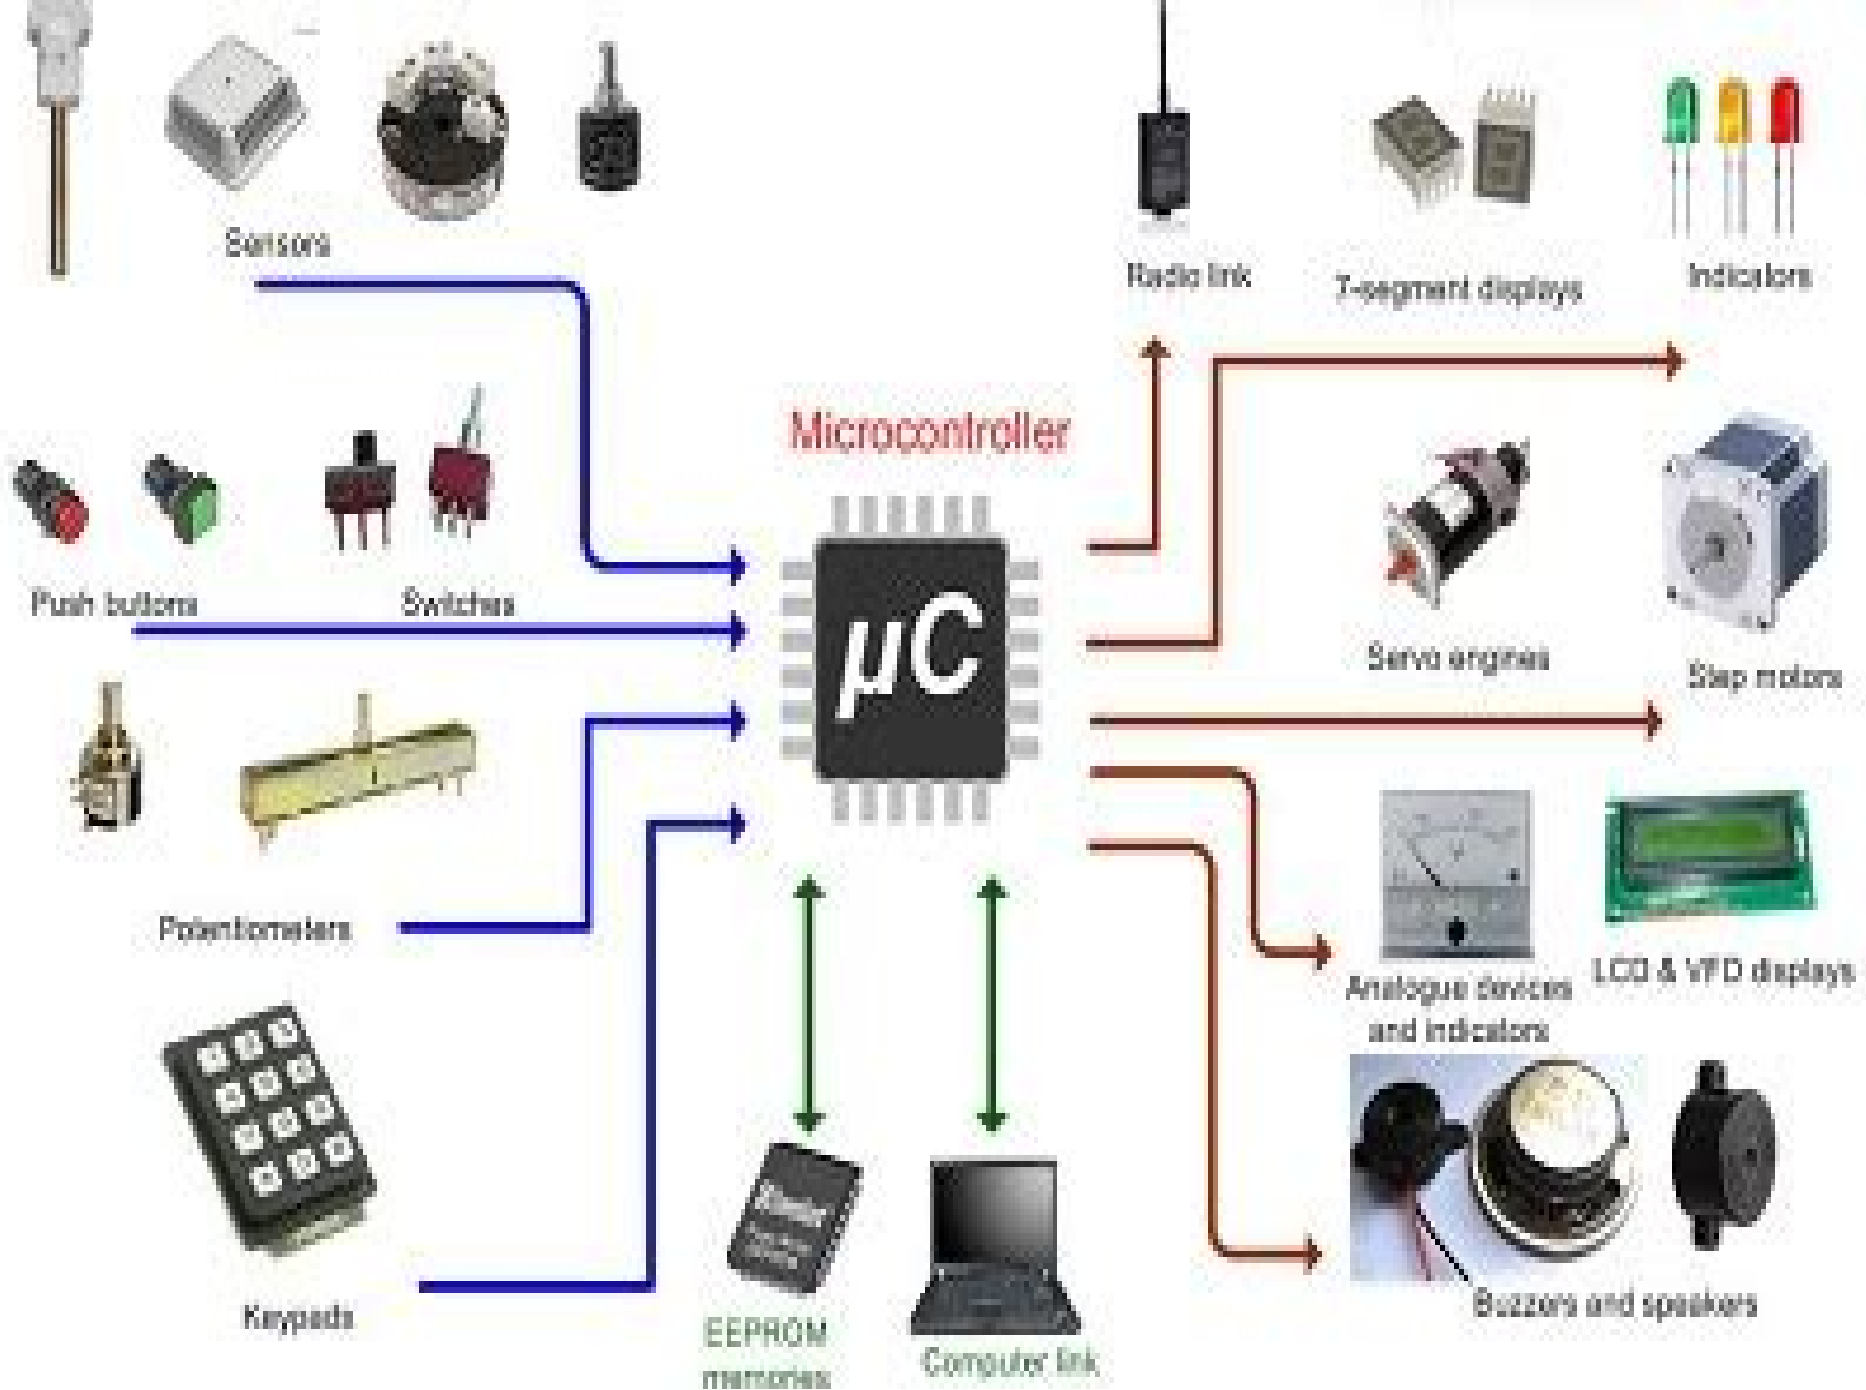 Sensors
Radio link
7-segment displays
Indicators
Microcontroller
Push buttons
Switches
µC
Servo engines
Step motors
Potentiometers
Analogue devices
and indicators
LCD & VFD displays
Keypads
EEPROM
memories
Computer link
Buzzers and speakers